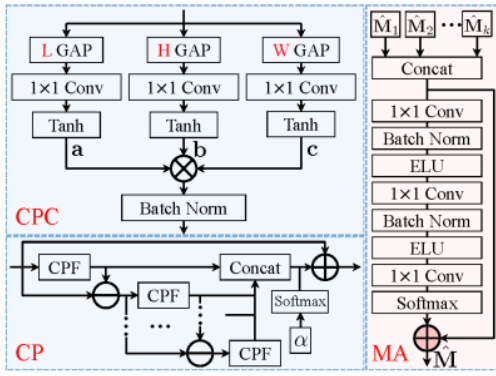 L GAP
H GAP
W GAP
1×1 Conv
1×1 Conv
1×1 Conv
Tanh
Tanh
Tanh
a
b
c
Batch Norm
CPC
CPF
Concat
CPF
Softmax
...
α
CPF
CP
M̂1 M̂2 ··· M̂k
Concat
1×1 Conv
Batch Norm
ELU
1×1 Conv
Batch Norm
ELU
1×1 Conv
Softmax
M̂
MA